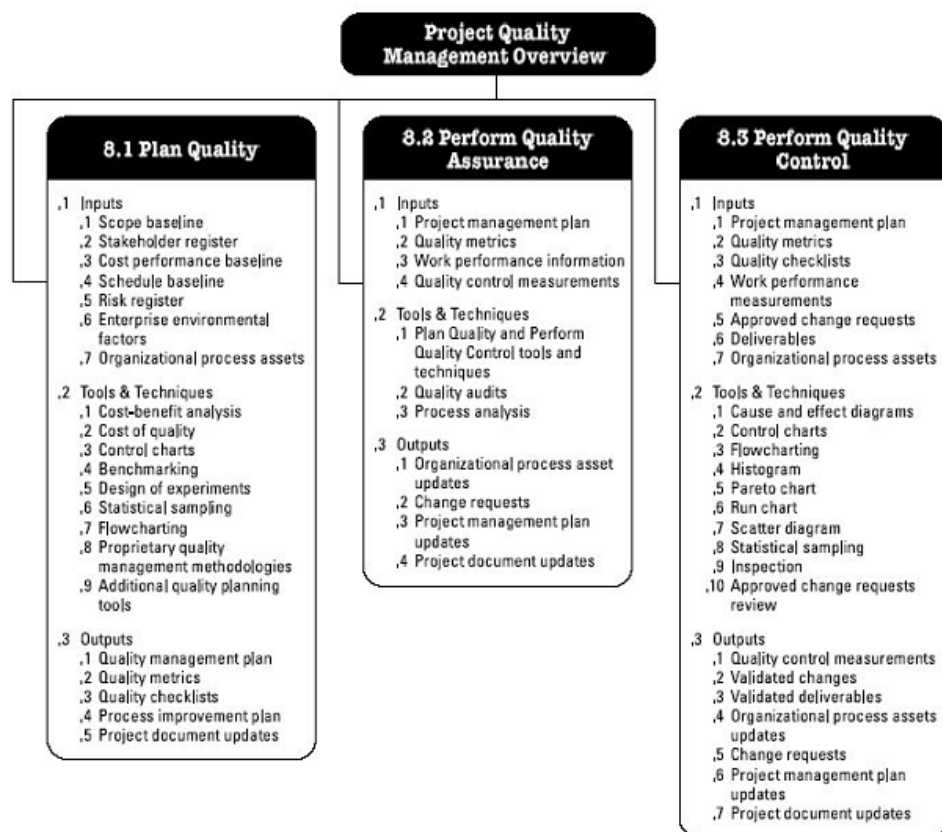 Project Quality
Management Overview
8.1 Plan Quality
,1 Inputs
,1 Scope baseline
,2 Stakeholder register
,3 Cost performance baseline
,4 Schedule baseline
,5 Risk register
,6 Enterprise environmental
factors
,7 Organizational process assets
,2 Tools & Techniques
,1 Cost-benefit analysis
,2 Cost of quality
,3 Control charts
,4 Benchmarking
,5 Design of experiments
,6 Statistical sampling
,7 Flowcharting
,8 Proprietary quality
management methodologies
,9 Additional quality planning
tools
,3 Outputs
,1 Quality management plan
,2 Quality metrics
,3 Quality checklists
,4 Process improvement plan
,5 Project document updates
8.2 Perform Quality
Assurance
,1 Inputs
,1 Project management plan
,2 Quality metrics
,3 Work performance information
,4 Quality control measurements
,2 Tools & Techniques
,1 Plan Quality and Perform
Quality Control tools and
techniques
,2 Quality audits
,3 Process analysis
,3 Outputs
,1 Organizational process asset
updates
,2 Change requests
,3 Project management plan
updates
,4 Project document updates
8.3 Perform Quality
Control
,1 Inputs
,1 Project management plan
,2 Quality metrics
,3 Quality checklists
,4 Work performance
measurements
,5 Approved change requests
,6 Deliverables
,7 Organizational process assets
,2 Tools & Techniques
,1 Cause and effect diagrams
,2 Control charts
,3 Flowcharting
,4 Histogram
,5 Pareto chart
,6 Run chart
,7 Scatter diagram
,8 Statistical sampling
,9 Inspection
,10 Approved change requests
review
,3 Outputs
,1 Quality control measurements
,2 Validated changes
,3 Validated deliverables
,4 Organizational process assets
updates
,5 Change requests
,6 Project management plan
updates
,7 Project document updates